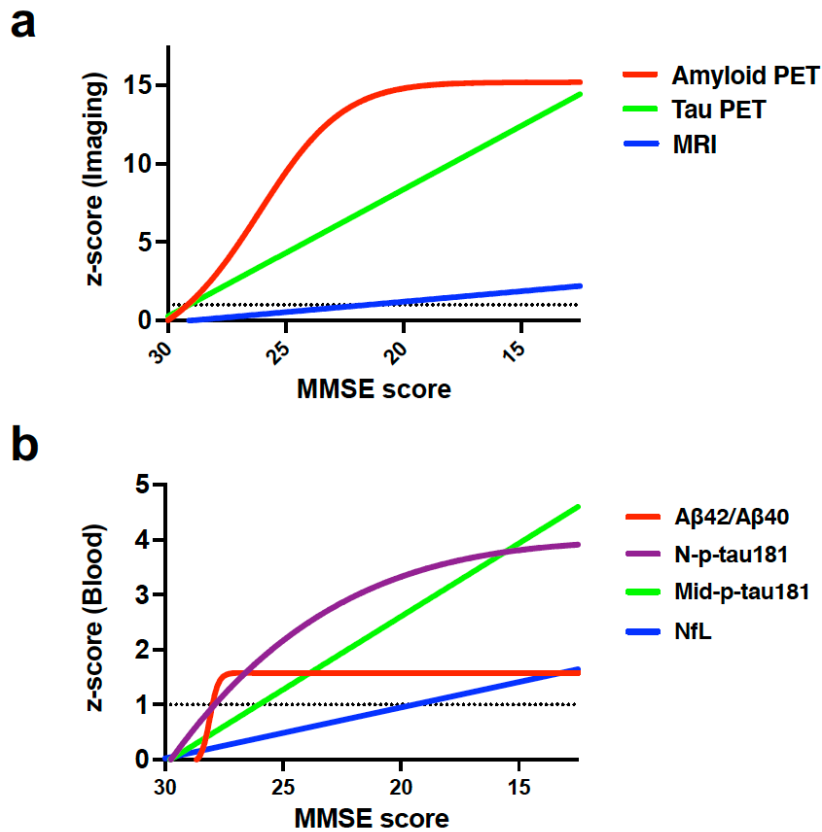 a
z-score (Imaging)
15
10
5
0
30
25
20
15
MMSE score
Amyloid PET
Tau PET
MRI
b
z-score (Blood)
5
4
3
2
1
0
30
25
20
15
MMSE score
Aβ42/Aβ40
N-p-tau181
Mid-p-tau181
NfL